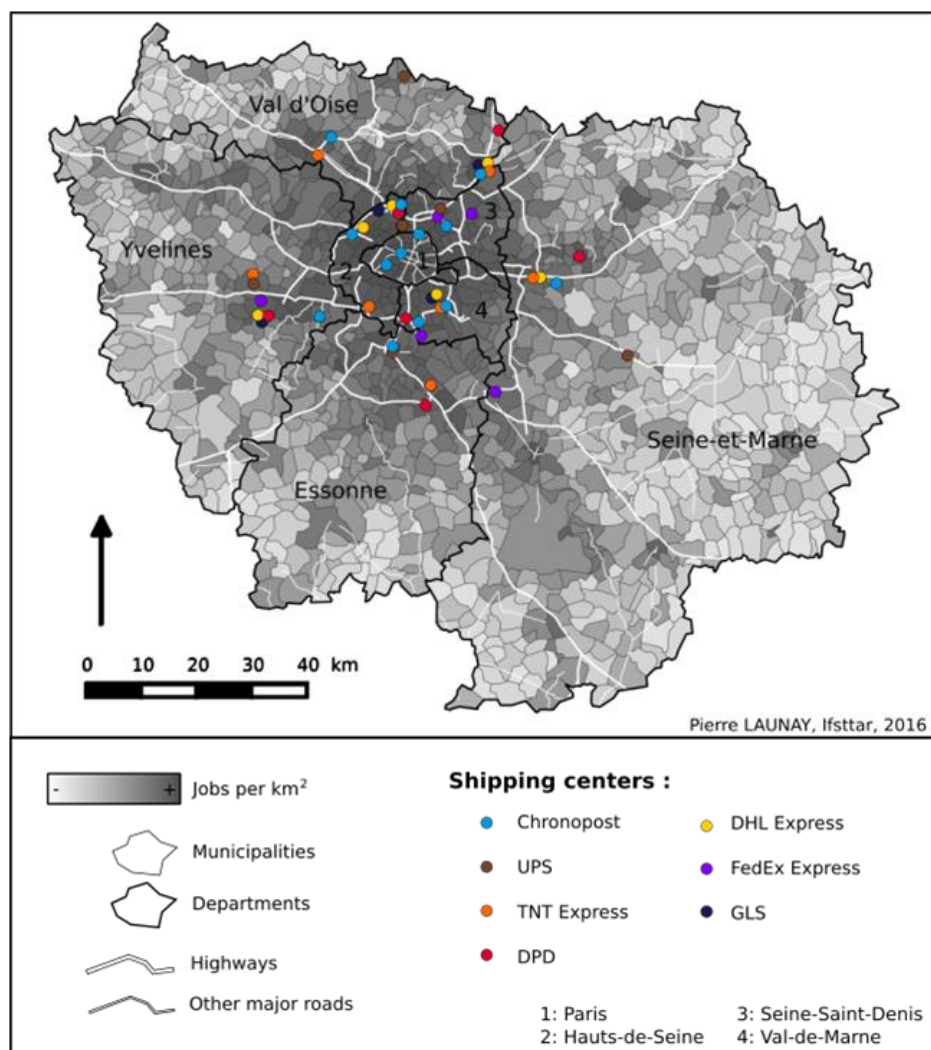 Val d'Oise
3
Yvelines
1
2
4
Seine-et-Marne
Essonne
0 10 20 30 40 km
Pierre LAUNAY, Ifsttar, 2016
- + Jobs per km²
Municipalities
Departments
Highways
Other major roads
Shipping centers :
Chronopost
UPS
TNT Express
DPD
DHL Express
FedEx Express
GLS
1: Paris
2: Hauts-de-Seine
3: Seine-Saint-Denis
4: Val-de-Marne